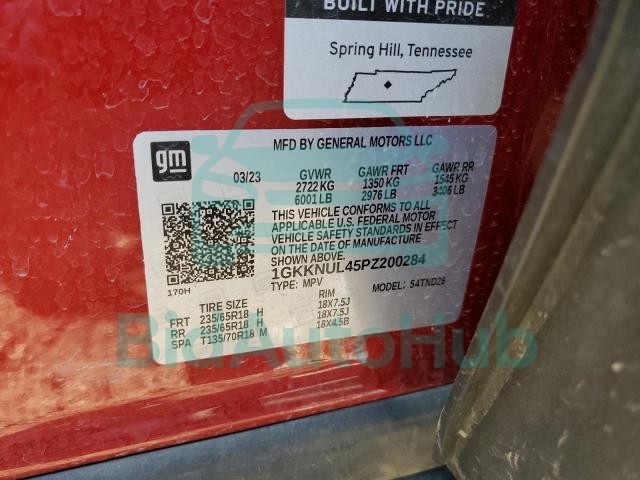 BUILT WITH PRIDE
Spring Hill, Tennessee
gm
MFD BY GENERAL MOTORS LLC
03/23 GVWR GAWR FRT GAWR RR
2722 KG 1350 KG 1545 KG
6001 LB 2976 LB 3406 LB
THIS VEHICLE CONFORMS TO ALL
APPLICABLE U.S. FEDERAL MOTOR
VEHICLE SAFETY STANDARDS IN EFFECT
ON THE DATE OF MANUFACTURE
SHOWN ABOVE.
1GKKNUL45PZ200284
TYPE: MPV MODEL: 54TND26
170H
TIRE SIZE RIM
FRT 235/65R18 H 18X7.5J
RR 235/65R18 H 18X7.5J
SPA T135/70R18 M 18X4.5B
BidAutoHub